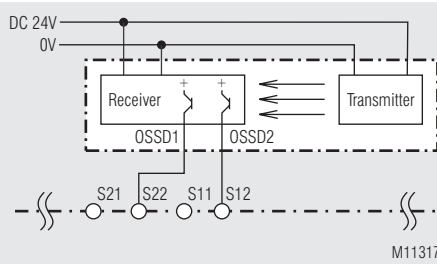 DC 24V
0V
+ +
Receiver
Transmitter
OSSD1 OSSD2
S21 S22 S11 S12
M11317